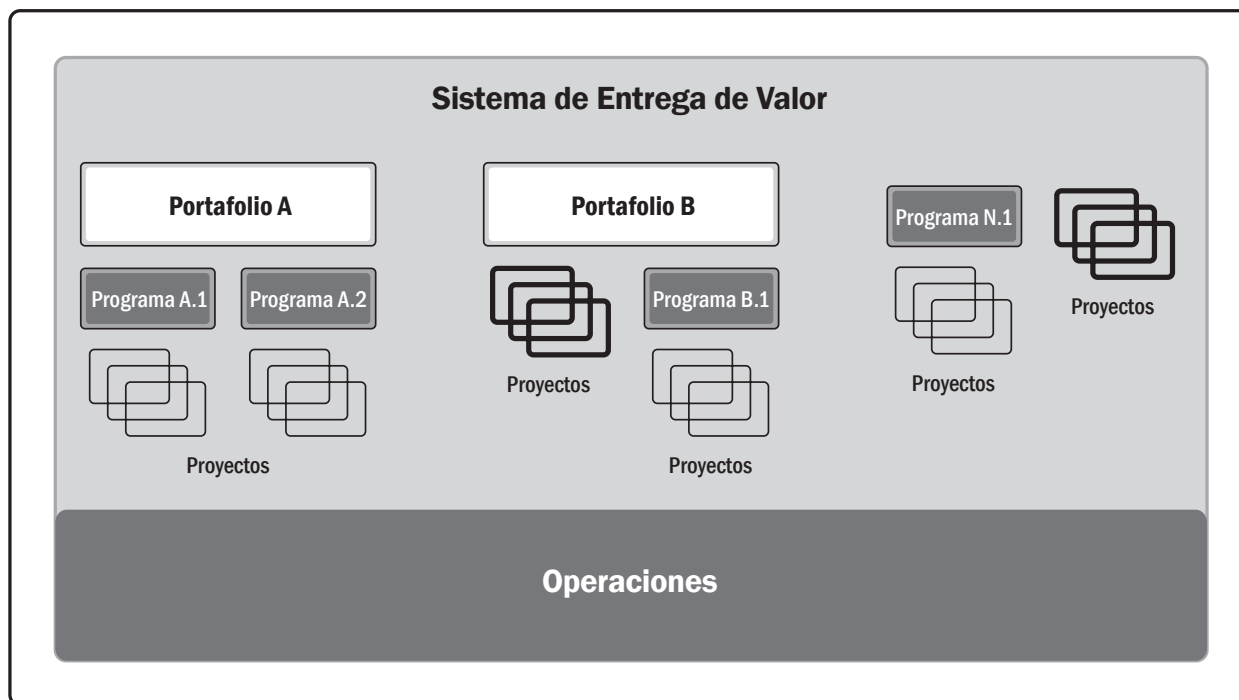 Sistema de Entrega de Valor
Portafolio A
Portafolio B
Programa N.1
Proyectos
Programa A.1
Programa A.2
Proyectos
Programa B.1
Proyectos
Proyectos
Proyectos
Operaciones